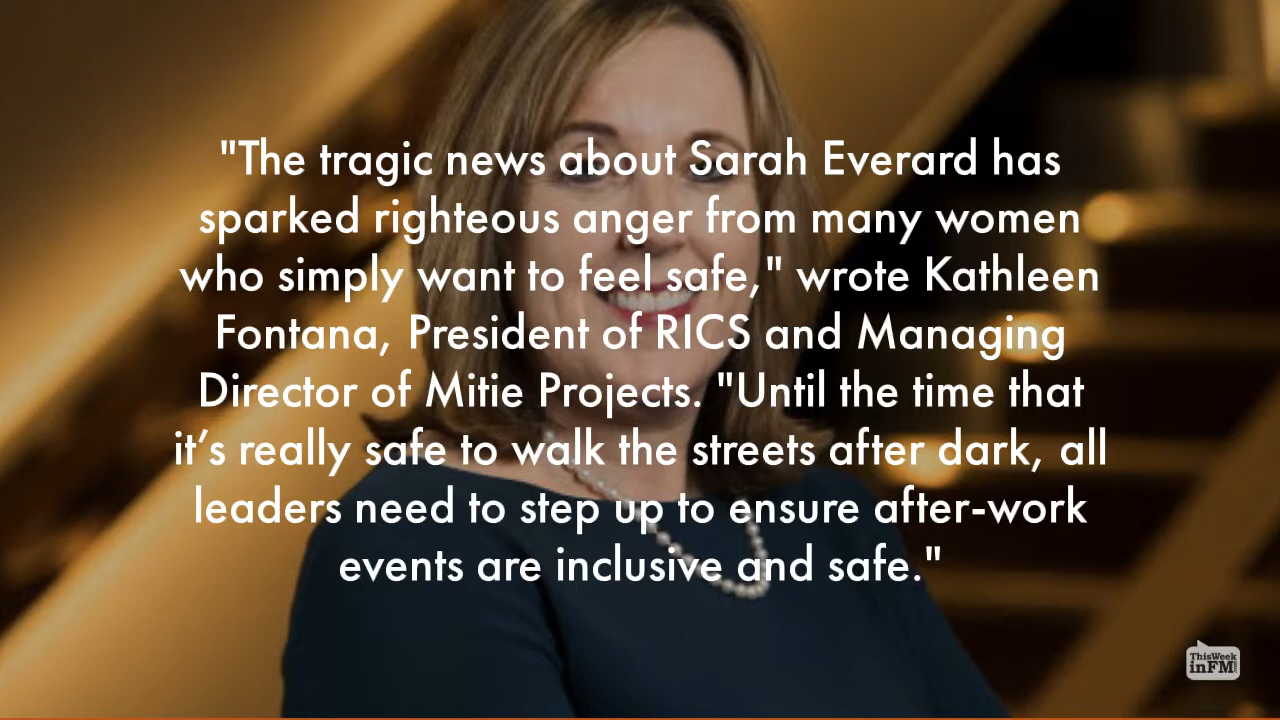 "The tragic news about Sarah Everard has
sparked righteous anger from many women
who simply want to feel safe," wrote Kathleen
Fontana, President of RICS and Managing
Director of Mitie Projects. "Until the time that
it’s really safe to walk the streets after dark, all
leaders need to step up to ensure after-work
events are inclusive and safe."
ThisWeek
inFM